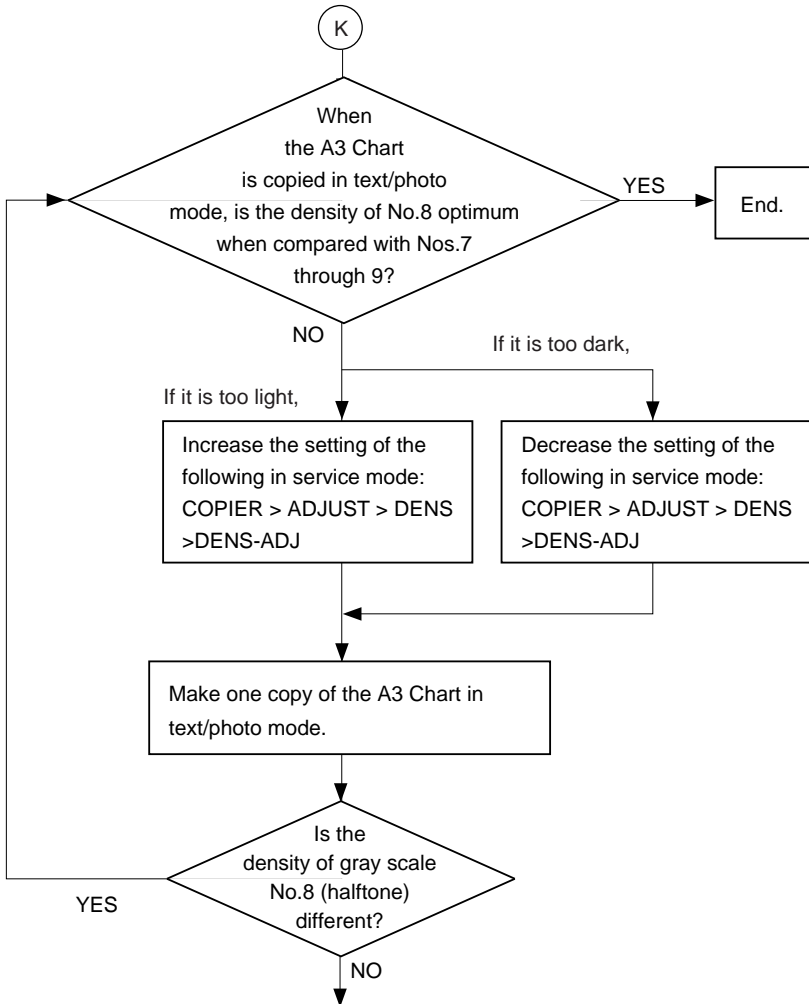 K
When
the A3 Chart
is copied in text/photo
mode, is the density of No.8 optimum
when compared with Nos.7
through 9?
YES
End.
NO
If it is too dark,
If it is too light,
Increase the setting of the
following in service mode:
COPIER > ADJUST > DENS
>DENS-ADJ
Decrease the setting of the
following in service mode:
COPIER > ADJUST > DENS
>DENS-ADJ
Make one copy of the A3 Chart in
text/photo mode.
Is the
density of gray scale
No.8 (halftone)
different?
YES
NO